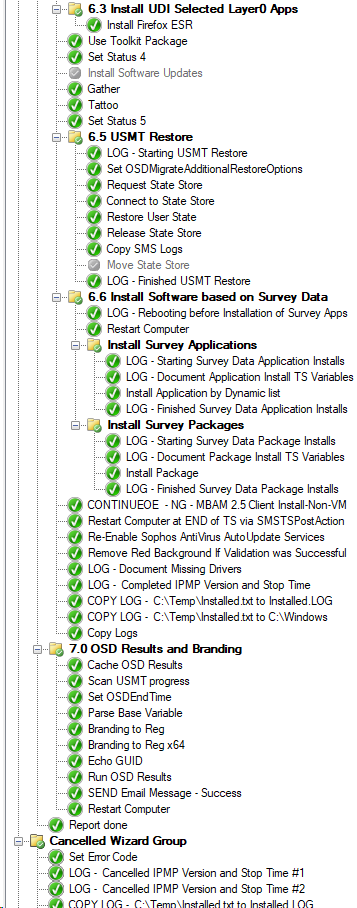 6.3 Install UDI Selected Layer0 Apps
Install Firefox ESR
Use Toolkit Package
Set Status 4
Install Software Updates
Gather
Tattoo
Set Status 5
6.5 USMT Restore
LOG - Starting USMT Restore
Set OSDMigrateAdditionalRestoreOptions
Request State Store
Connect to State Store
Restore User State
Release State Store
Copy SMS Logs
Move State Store
LOG - Finished USMT Restore
6.6 Install Software based on Survey Data
LOG - Rebooting before Installation of Survey Apps
Restart Computer
Install Survey Applications
LOG - Starting Survey Data Application Installs
LOG - Document Application Install TS Variables
Install Application by Dynamic list
LOG - Finished Survey Data Application Installs
Install Survey Packages
LOG - Starting Survey Data Package Installs
LOG - Document Package Install TS Variables
Install Package
LOG - Finished Survey Data Package Installs
CONTINUEOE - NG - MBAM 2.5 Client Install-Non-VM
Restart Computer at END of TS via SMSTSPostAction
Re-Enable Sophos AntiVirus AutoUpdate Services
Remove Red Background If Validation was Successful
LOG - Document Missing Drivers
LOG - Completed IPMP Version and Stop Time
COPY LOG - C:\Temp\Installed.txt to Installed.LOG
COPY LOG - C:\Temp\Installed.txt to C:\Windows
Copy Logs
7.0 OSD Results and Branding
Cache OSD Results
Scan USMT progress
Set OSDEndTime
Parse Base Variable
Branding to Reg
Branding to Reg x64
Echo GUID
Run OSD Results
SEND Email Message - Success
Restart Computer
Report done
Cancelled Wizard Group
Set Error Code
LOG - Cancelled IPMP Version and Stop Time #1
LOG - Cancelled IPMP Version and Stop Time #2
COPY LOG - C:\Temp\Installed.txt to Installed.LOG